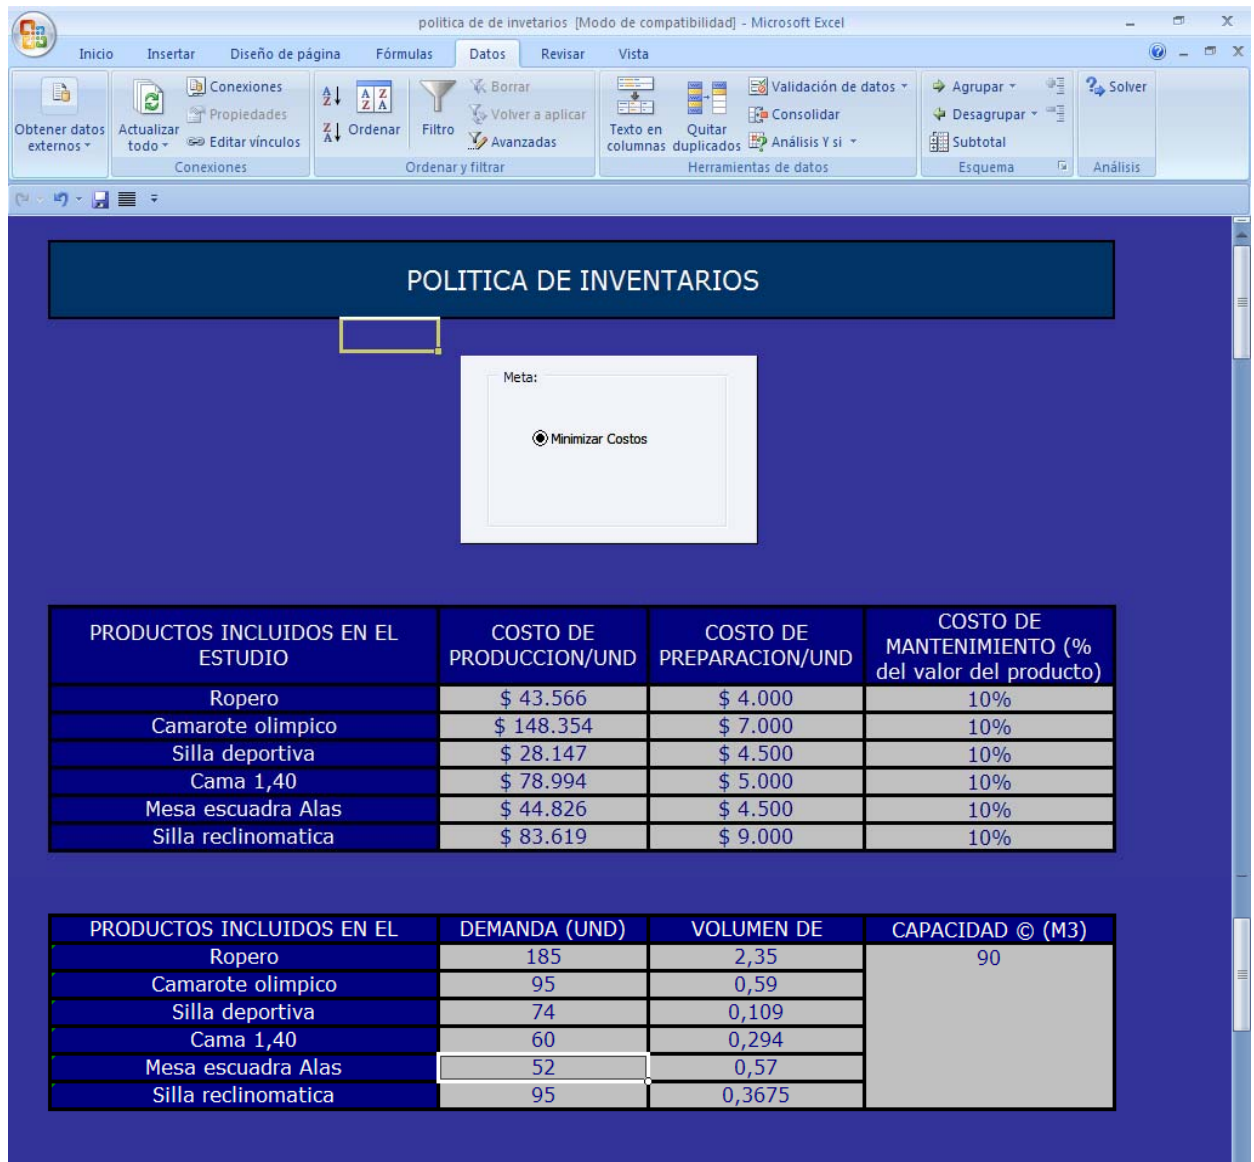 politica de de invetarios [Modo de compatibilidad] - Microsoft Excel
Inicio Insertar Diseño de página Fórmulas Datos Revisar Vista
Obtener datos externos
Actualizar todo
Conexiones
Propiedades
Editar vínculos
Conexiones
Ordenar
Filtro
Borrar
Volver a aplicar
Avanzadas
Ordenar y filtrar
Texto en columnas
Quitar duplicados
Validación de datos
Consolidar
Análisis Y si
Herramientas de datos
Agrupar
Desagrupar
Subtotal
Esquema
Solver
Análisis
POLITICA DE INVENTARIOS
Meta:
Minimizar Costos
PRODUCTOS INCLUIDOS EN EL ESTUDIO COSTO DE PRODUCCION/UND COSTO DE PREPARACION/UND COSTO DE MANTENIMIENTO (% del valor del producto)
Ropero $ 43.566 $ 4.000 10%
Camarote olimpico $ 148.354 $ 7.000 10%
Silla deportiva $ 28.147 $ 4.500 10%
Cama 1,40 $ 78.994 $ 5.000 10%
Mesa escuadra Alas $ 44.826 $ 4.500 10%
Silla reclinomatica $ 83.619 $ 9.000 10%
PRODUCTOS INCLUIDOS EN EL DEMANDA (UND) VOLUMEN DE CAPACIDAD © (M3)
Ropero 185 2,35 90
Camarote olimpico 95 0,59
Silla deportiva 74 0,109
Cama 1,40 60 0,294
Mesa escuadra Alas 52 0,57
Silla reclinomatica 95 0,3675